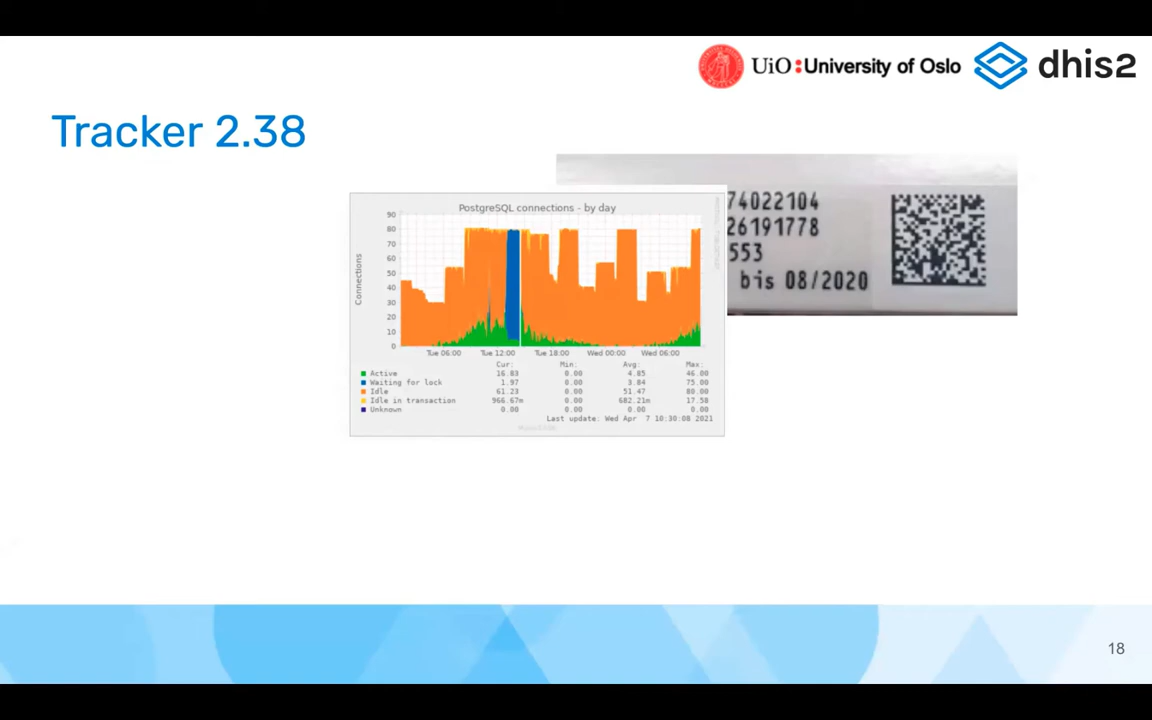 UiO:University of Oslo
dhis2
Tracker 2.38
74022104
26191778
553
bis 08/2020
PostgreSQL connections - by day
Connections
90
80
70
60
50
40
30
20
10
0
Tue 06:00 Tue 12:00 Tue 18:00 Wed 00:00 Wed 06:00
Cur: Min: Avg: Max:
Active 16.83 0.00 4.85 46.00
Waiting for lock 1.97 0.00 3.84 75.00
Idle 61.23 0.00 51.47 80.00
Idle in transaction 966.67m 0.00 682.21m 17.58
Unknown 0.00 0.00 0.00 0.00
Last update: Wed Apr 7 10:30:08 2021
18